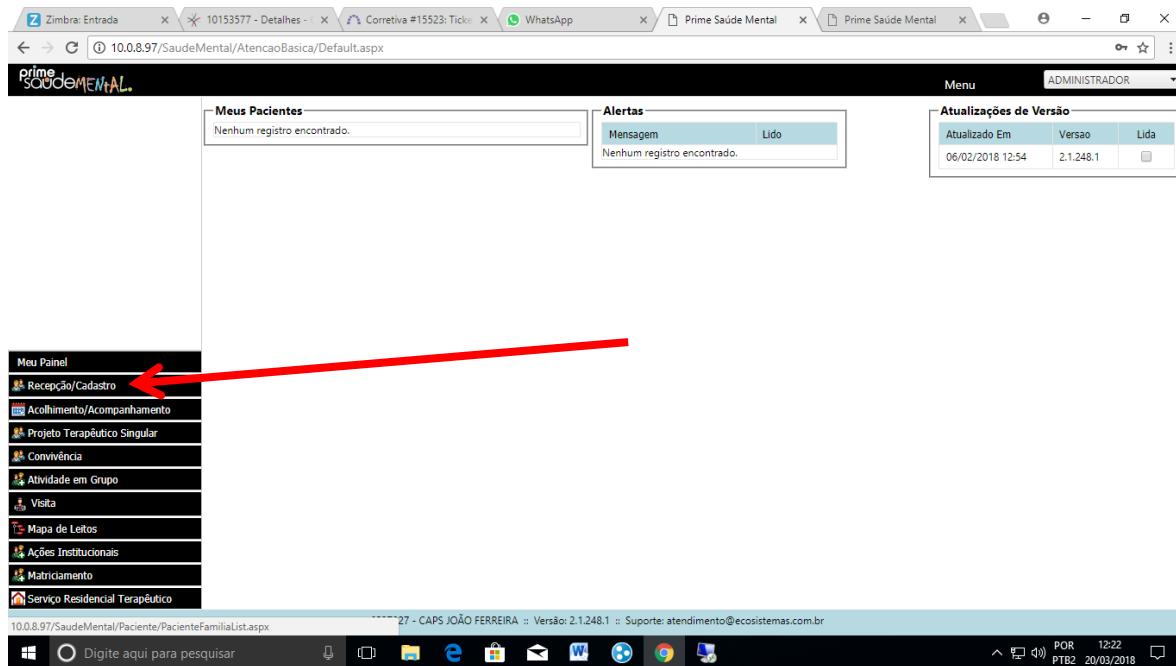 Zimbra: Entrada
10153577 - Detalhes -
Corretiva #15523: Ticke
WhatsApp
Prime Saúde Mental
Prime Saúde Mental
10.0.8.97/SaudeMental/AtencaoBasica/Default.aspx
prime
saúdeMENtAL.
Menu
ADMINISTRADOR
Meus Pacientes
Nenhum registro encontrado.
Alertas
Mensagem Lido
Nenhum registro encontrado.
Atualizações de Versão
Atualizado Em Versao Lida
06/02/2018 12:54 2.1.248.1
Meu Painel
Recepção/Cadastro
Acolhimento/Acompanhamento
Projeto Terapêutico Singular
Convivência
Atividade em Grupo
Visita
Mapa de Leitos
Ações Institucionais
Matriciamento
Serviço Residencial Terapêutico
10.0.8.97/SaudeMental/Paciente/PacienteFamiliaList.aspx
27 - CAPS JOÃO FERREIRA :: Versão: 2.1.248.1 :: Suporte: atendimento@ecosistemas.com.br
Digite aqui para pesquisar
POR
PTB2
12:22
20/03/2018